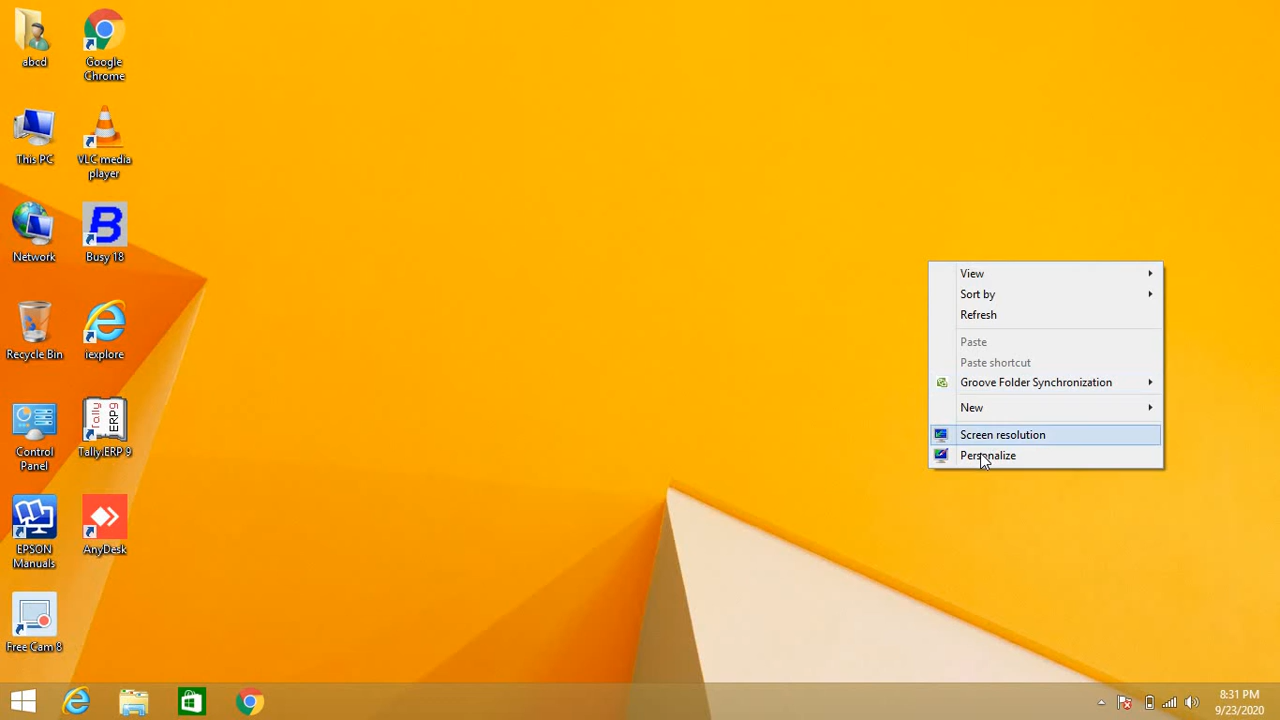 abcd
Google
Chrome
This PC
VLC media
player
Network
Busy 18
Recycle Bin
iexplore
Control
Panel
Tally.ERP 9
EPSON
Manuals
AnyDesk
Free Cam 8
View
Sort by
Refresh
Paste
Paste shortcut
Groove Folder Synchronization
New
Screen resolution
Personalize
8:31 PM
9/23/2020
B
Tally
ERP9